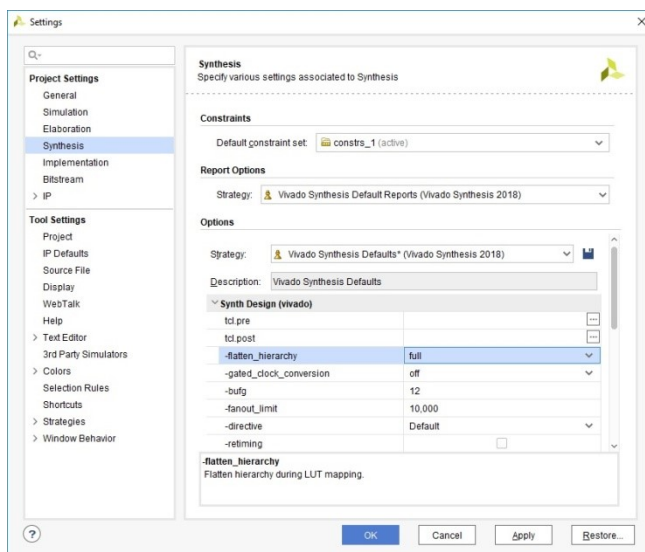 Settings
Q-
Project Settings
General
Simulation
Elaboration
Synthesis
Implementation
Bitstream
> IP
Tool Settings
Project
IP Defaults
Source File
Display
WebTalk
Help
> Text Editor
3rd Party Simulators
> Colors
Selection Rules
Shortcuts
> Strategies
> Window Behavior
Synthesis
Specify various settings associated to Synthesis
Constraints
Default constraint set: constrs_1 (active)
Report Options
Strategy: Vivado Synthesis Default Reports (Vivado Synthesis 2018)
Options
Strategy: Vivado Synthesis Defaults* (Vivado Synthesis 2018)
Description: Vivado Synthesis Defaults
Synth Design (vivado)
tcl.pre ...
tcl.post ...
-flatten_hierarchy full
-gated_clock_conversion off
-bufg 12
-fanout_limit 10,000
-directive Default
-retiming
-flatten_hierarchy
Flatten hierarchy during LUT mapping.
? OK Cancel Apply Restore...